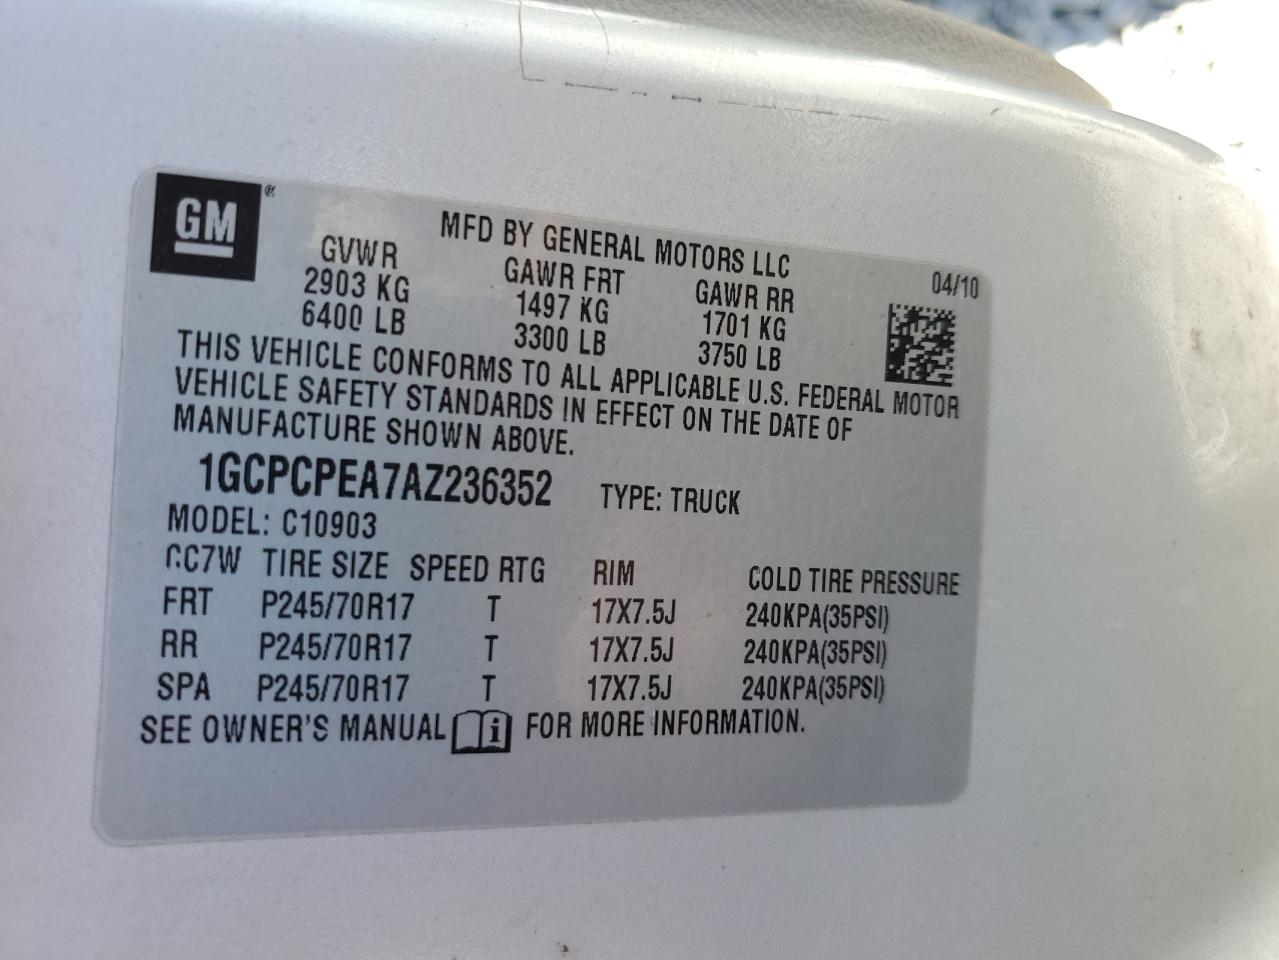 GM ®
MFD BY GENERAL MOTORS LLC
04/10
GVWR GAWR FRT GAWR RR
2903 KG 1497 KG 1701 KG
6400 LB 3300 LB 3750 LB
THIS VEHICLE CONFORMS TO ALL APPLICABLE U.S. FEDERAL MOTOR
VEHICLE SAFETY STANDARDS IN EFFECT ON THE DATE OF
MANUFACTURE SHOWN ABOVE.
1GCPCPEA7AZ236352 TYPE: TRUCK
MODEL: C10903
TIRE SIZE SPEED RTG RIM COLD TIRE PRESSURE
FRT P245/70R17 T 17X7.5J 240KPA(35PSI)
RR P245/70R17 T 17X7.5J 240KPA(35PSI)
SPA P245/70R17 T 17X7.5J 240KPA(35PSI)
SEE OWNER'S MANUAL i FOR MORE INFORMATION.